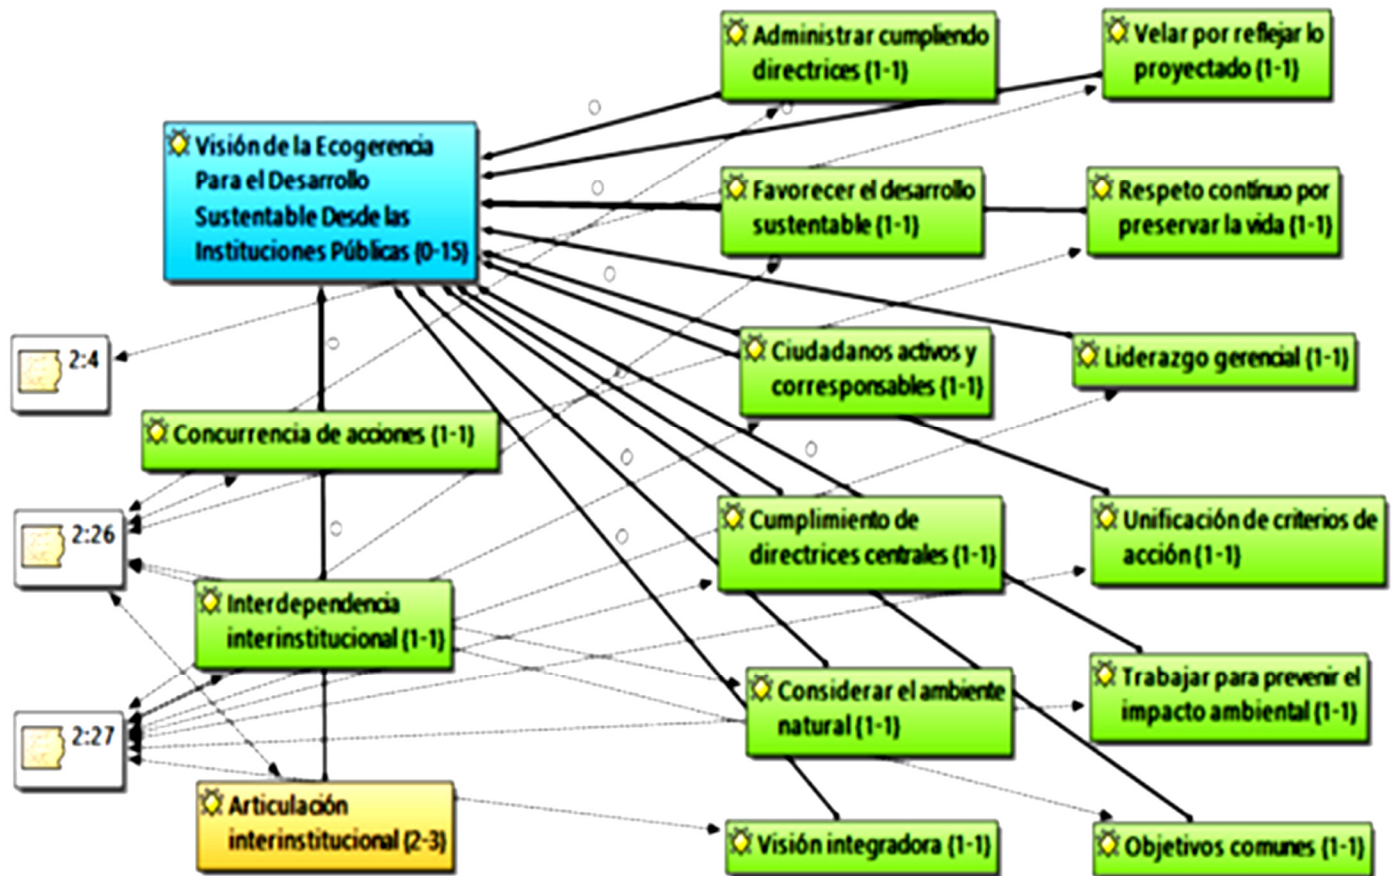 Visión de la Ecogerencia
Para el Desarrollo
Sustentable Desde las
Instituciones Públicas (0-15)
Administrar cumpliendo
directrices (1-1)
Velar por reflejar lo
proyectado (1-1)
Favorecer el desarrollo
sustentable (1-1)
Respeto contínuo por
preservar la vida (1-1)
2:4
Ciudadanos activos y
corresponsables (1-1)
Liderazgo gerencial (1-1)
Concurrencia de acciones (1-1)
2:26
Cumplimiento de
directrices centrales (1-1)
Unificación de criterios de
acción (1-1)
Interdependencia
interinstitucional (1-1)
2:27
Considerar el ambiente
natural (1-1)
Trabajar para prevenir el
impacto ambiental (1-1)
Articulación
interinstitucional (2-3)
Visión integradora (1-1)
Objetivos comunes (1-1)